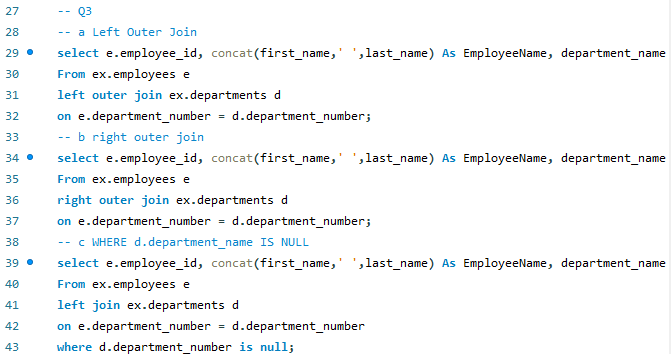 27 -- Q3
28 -- a Left Outer Join
29 select e.employee_id, concat(first_name,' ',last_name) As EmployeeName, department_name
30 From ex.employees e
31 left outer join ex.departments d
32 on e.department_number = d.department_number;
33 -- b right outer join
34 select e.employee_id, concat(first_name,' ',last_name) As EmployeeName, department_name
35 From ex.employees e
36 right outer join ex.departments d
37 on e.department_number = d.department_number;
38 -- c WHERE d.department_name IS NULL
39 select e.employee_id, concat(first_name,' ',last_name) As EmployeeName, department_name
40 From ex.employees e
41 left join ex.departments d
42 on e.department_number = d.department_number
43 where d.department_number is null;